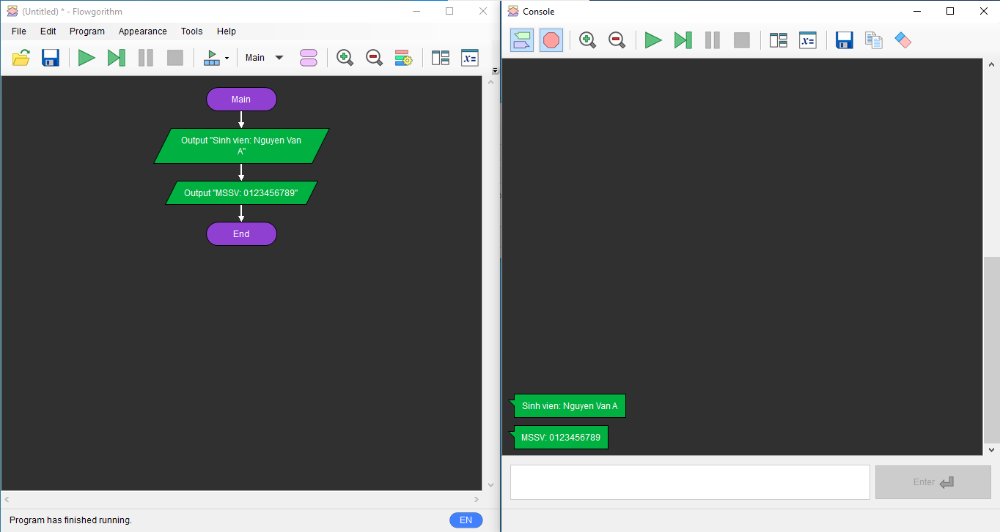 (Untitled) * - Flowgorithm
File Edit Program Appearance Tools Help
Main
x=
Main
Output "Sinh vien: Nguyen Van
A"
Output "MSSV: 0123456789"
End
Program has finished running.
EN
Console
x=
Sinh vien: Nguyen Van A
MSSV: 0123456789
Enter